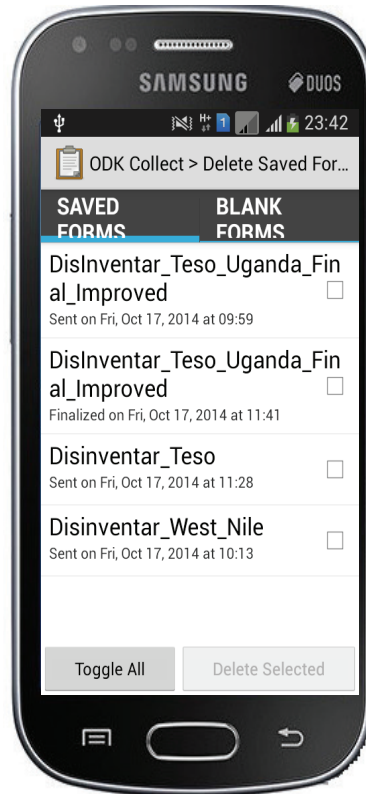 SAMSUNG DUOS
H+ 1 23:42
ODK Collect > Delete Saved For...
SAVED FORMS BLANK FORMS
DisInventar_Teso_Uganda_Fin
al_Improved
Sent on Fri, Oct 17, 2014 at 09:59
DisInventar_Teso_Uganda_Fin
al_Improved
Finalized on Fri, Oct 17, 2014 at 11:41
Disinventar_Teso
Sent on Fri, Oct 17, 2014 at 11:28
Disinventar_West_Nile
Sent on Fri, Oct 17, 2014 at 10:13
Toggle All Delete Selected